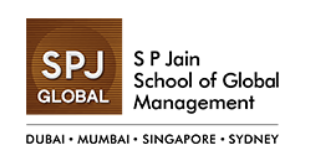 SPJ
GLOBAL
S P Jain
School of Global
Management
DUBAI • MUMBAI • SINGAPORE • SYDNEY